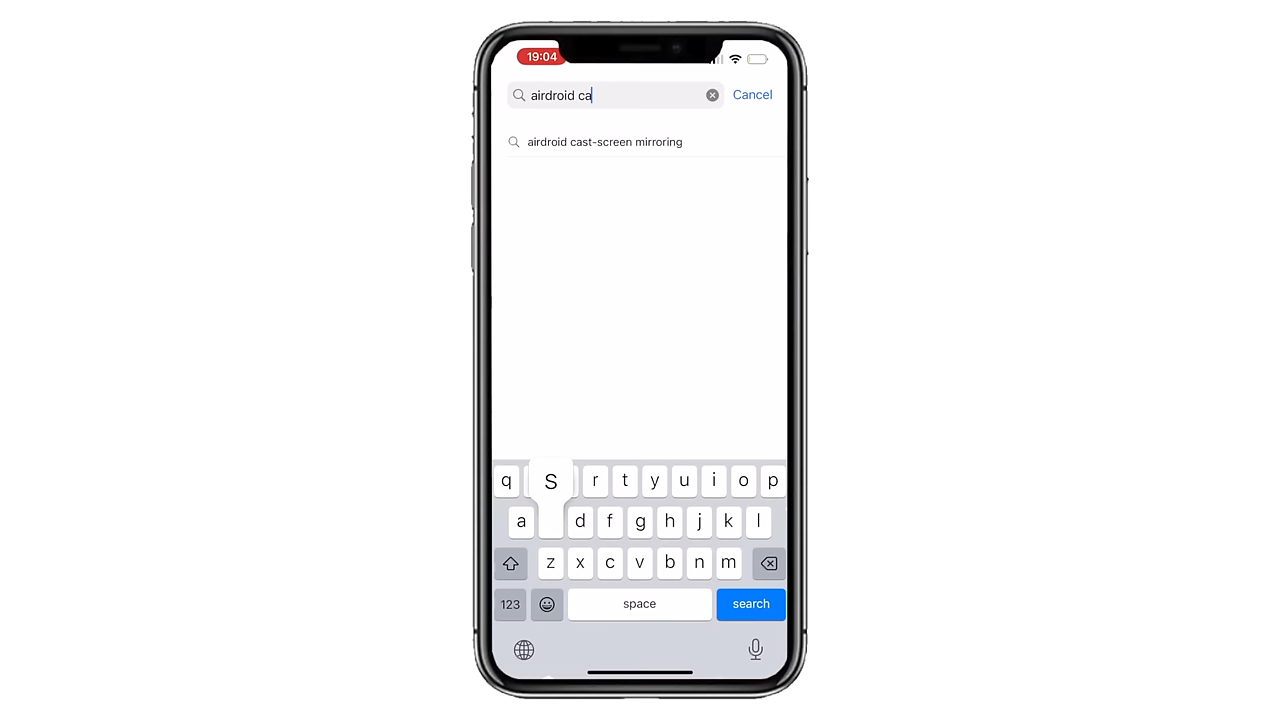 19:04
airdroid ca
Cancel
airdroid cast-screen mirroring
q S r t y u i o p
a d f g h j k l
z x c v b n m
123 space search